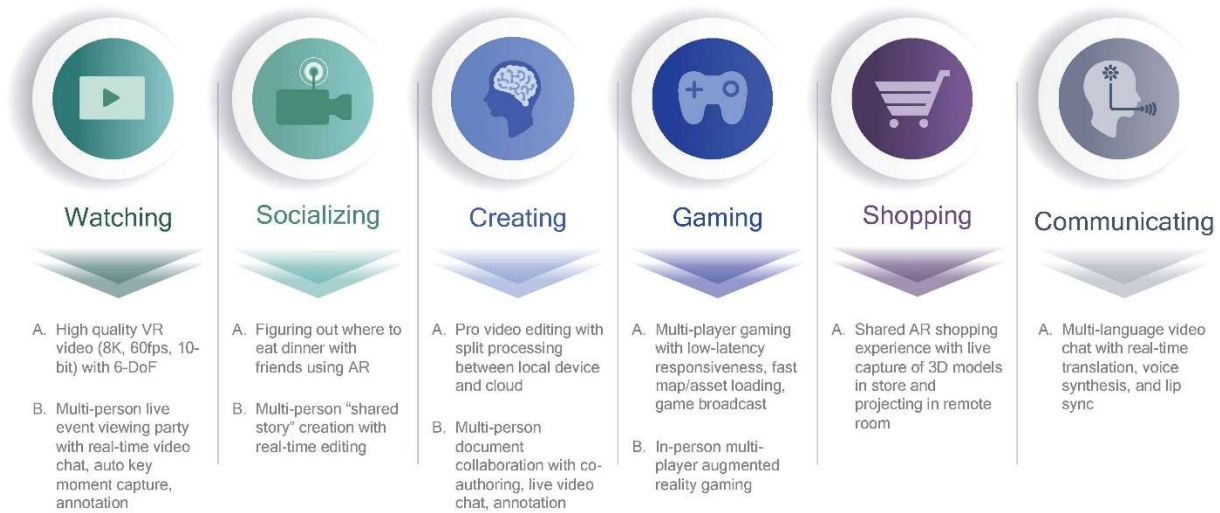 Watching
Socializing
Creating
Gaming
Shopping
Communicating
A. High quality VR
video (8K, 60fps, 10-
bit) with 6-DoF
B. Multi-person live
event viewing party
with real-time video
chat, auto key
moment capture,
annotation
A. Figuring out where to
eat dinner with
friends using AR
B. Multi-person “shared
story” creation with
real-time editing
A. Pro video editing with
split processing
between local device
and cloud
B. Multi-person
document
collaboration with co-
authoring, live video
chat, annotation
A. Multi-player gaming
with low-latency
responsiveness, fast
map/asset loading,
game broadcast
B. In-person multi-
player augmented
reality gaming
A. Shared AR shopping
experience with live
capture of 3D models
in store and
projecting in remote
room
A. Multi-language video
chat with real-time
translation, voice
synthesis, and lip
sync